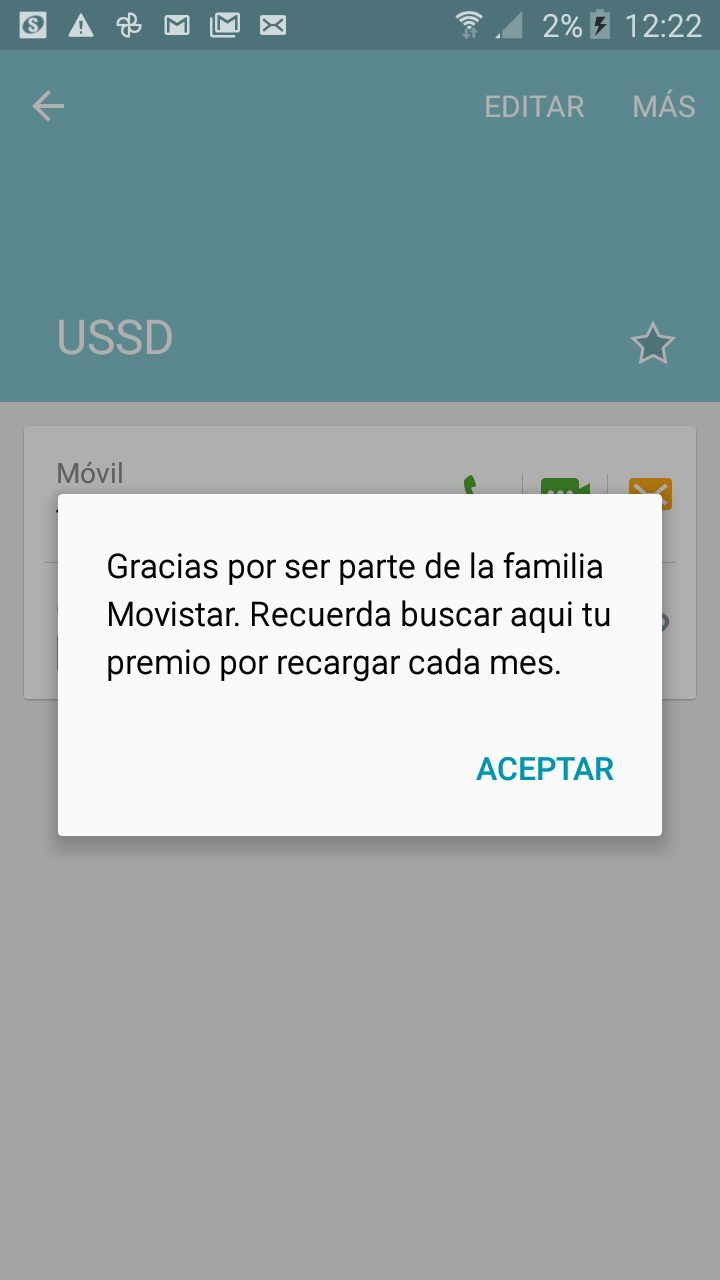 2% 12:22
EDITAR MÁS
USSD
Móvil
Gracias por ser parte de la familia
Movistar. Recuerda buscar aqui tu
premio por recargar cada mes.
ACEPTAR